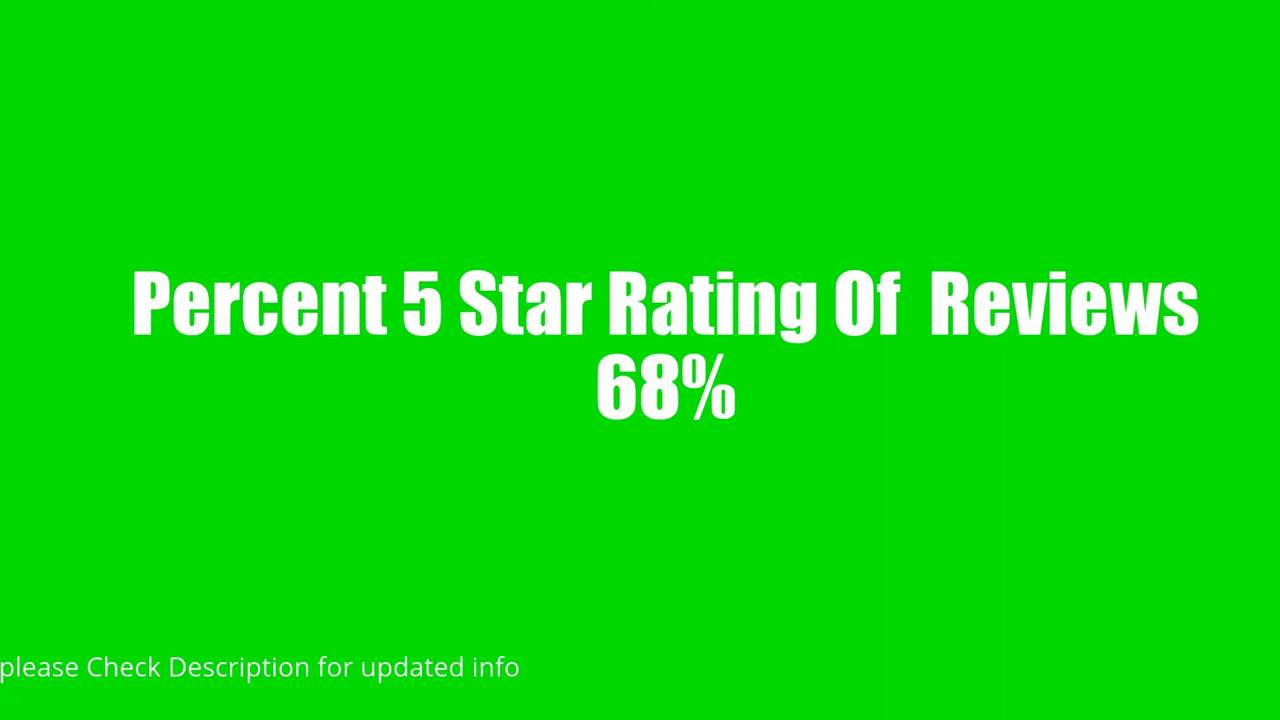 Percent 5 Star Rating Of  Reviews
68%
please Check Description for updated info